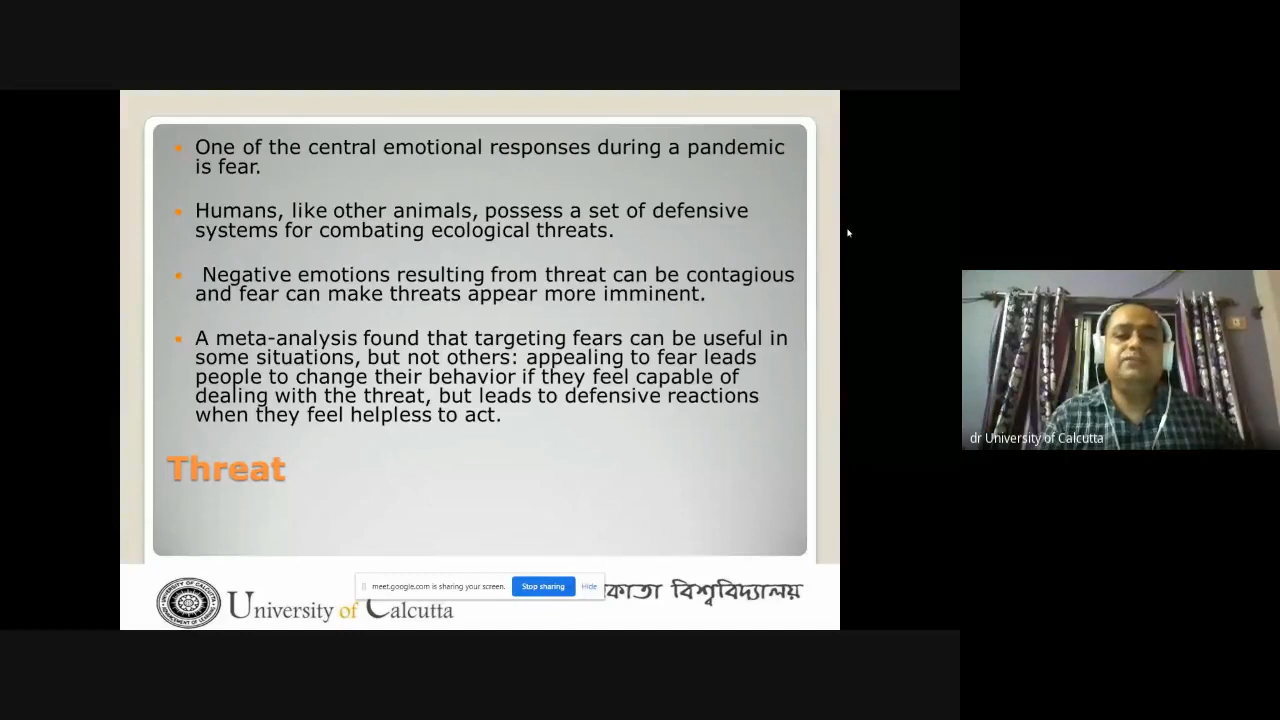 One of the central emotional responses during a pandemic
is fear.
Humans, like other animals, possess a set of defensive
systems for combating ecological threats.
Negative emotions resulting from threat can be contagious
and fear can make threats appear more imminent.
A meta-analysis found that targeting fears can be useful in
some situations, but not others: appealing to fear leads
people to change their behavior if they feel capable of
dealing with the threat, but leads to defensive reactions
when they feel helpless to act.
Threat
meet.google.com is sharing your screen. Stop sharing Hide
University of Calcutta
বিশ্ববিদ্যালয়
dr University of Calcutta